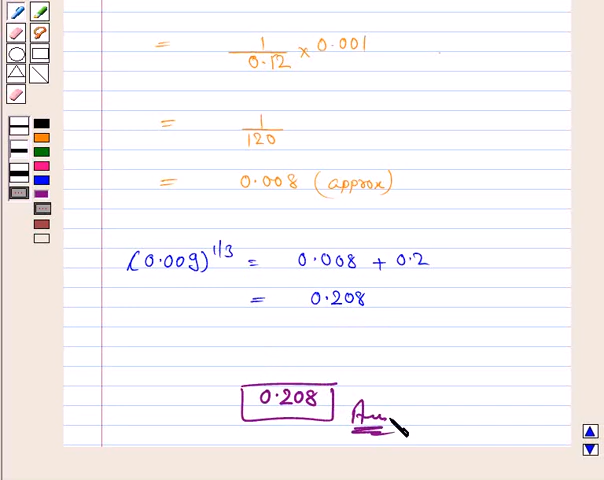 = 1/0.12 × 0.001
= 1/120
= 0.008 (approx)
(0.009)^1/3 = 0.008 + 0.2
= 0.208
0.208 Ans